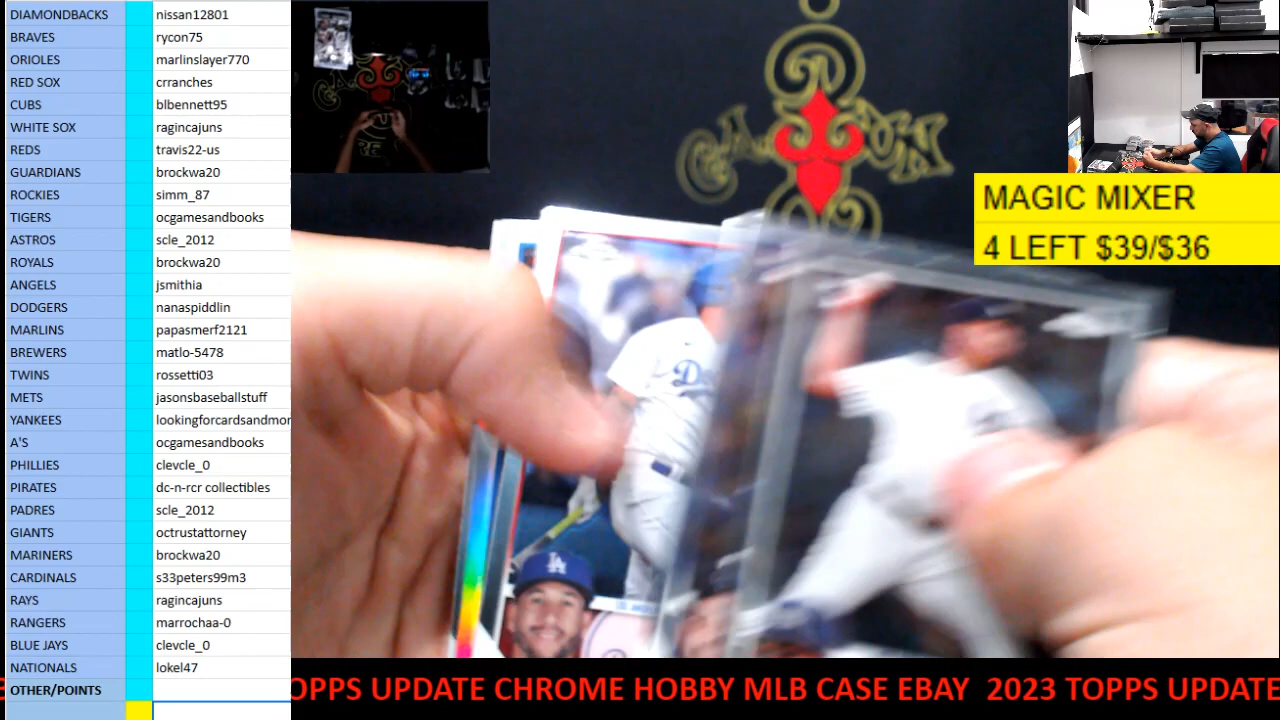 DIAMONDBACKS nissan12801
BRAVES rycon75
ORIOLES marlinslayer770
RED SOX crranches
CUBS blbennett95
WHITE SOX ragincajuns
REDS travis22-us
GUARDIANS brockwa20
ROCKIES simm_87
TIGERS ocgamesandbooks
ASTROS scle_2012
ROYALS brockwa20
ANGELS jsmithia
DODGERS nanaspiddlin
MARLINS papasmerf2121
BREWERS matlo-5478
TWINS rossetti03
METS jasonsbaseballstuff
YANKEES lookingforcardsandmor
A'S ocgamesandbooks
PHILLIES clevcle_0
PIRATES dc-n-rcr collectibles
PADRES scle_2012
GIANTS octrustattorney
MARINERS brockwa20
CARDINALS s33peters99m3
RAYS ragincajuns
RANGERS marrochaa-0
BLUE JAYS clevcle_0
NATIONALS lokel47
OTHER/POINTS
MAGIC MIXER
4 LEFT $39/$36
D
LA
OPPS UPDATE CHROME HOBBY MLB CASE EBAY 2023 TOPPS UPDATE